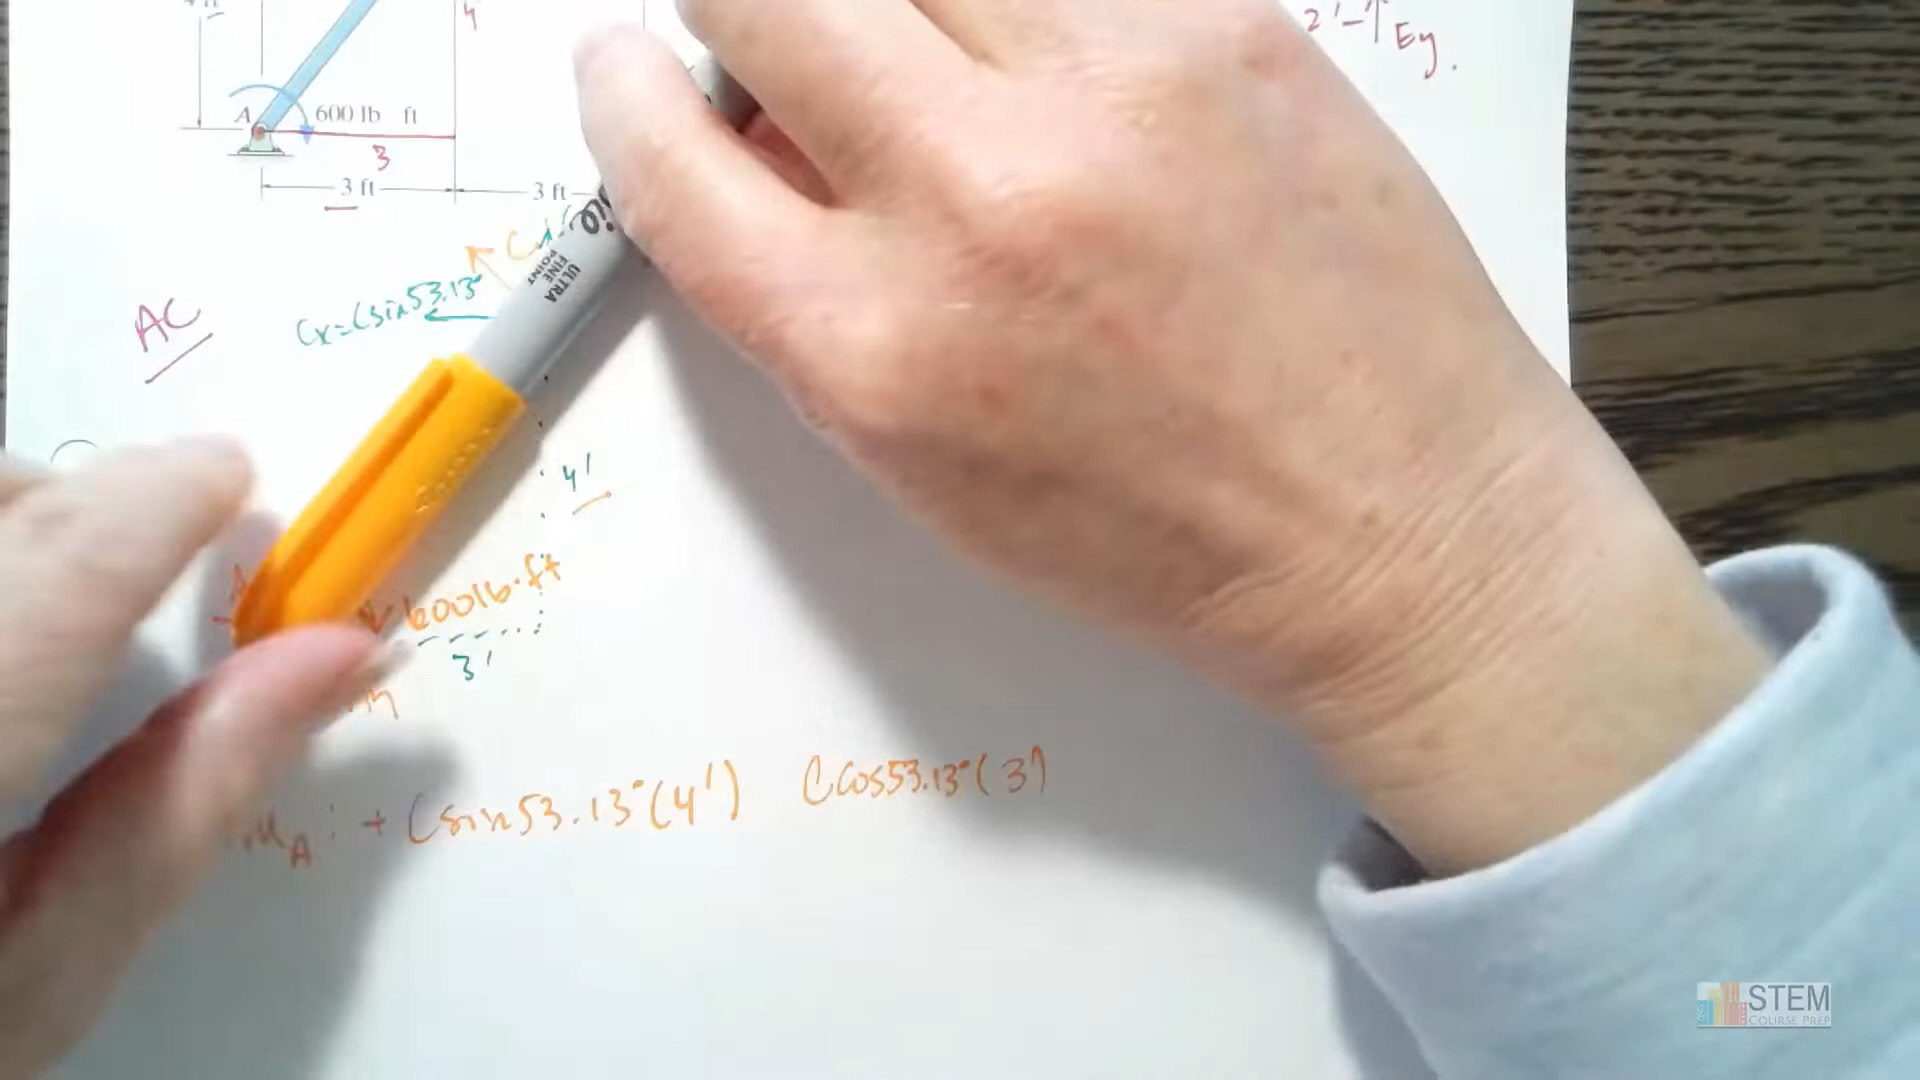 4
2'
Ey.
A
600 lb ft
3
3 ft
3 ft
ULTRA
FINE
POINT
AC
Cx=Csin53.13°
4'
600lb·ft
3'
MA: + Csin53.13°(4') Ccos53.13°(3)
STEM
COURSE PREP